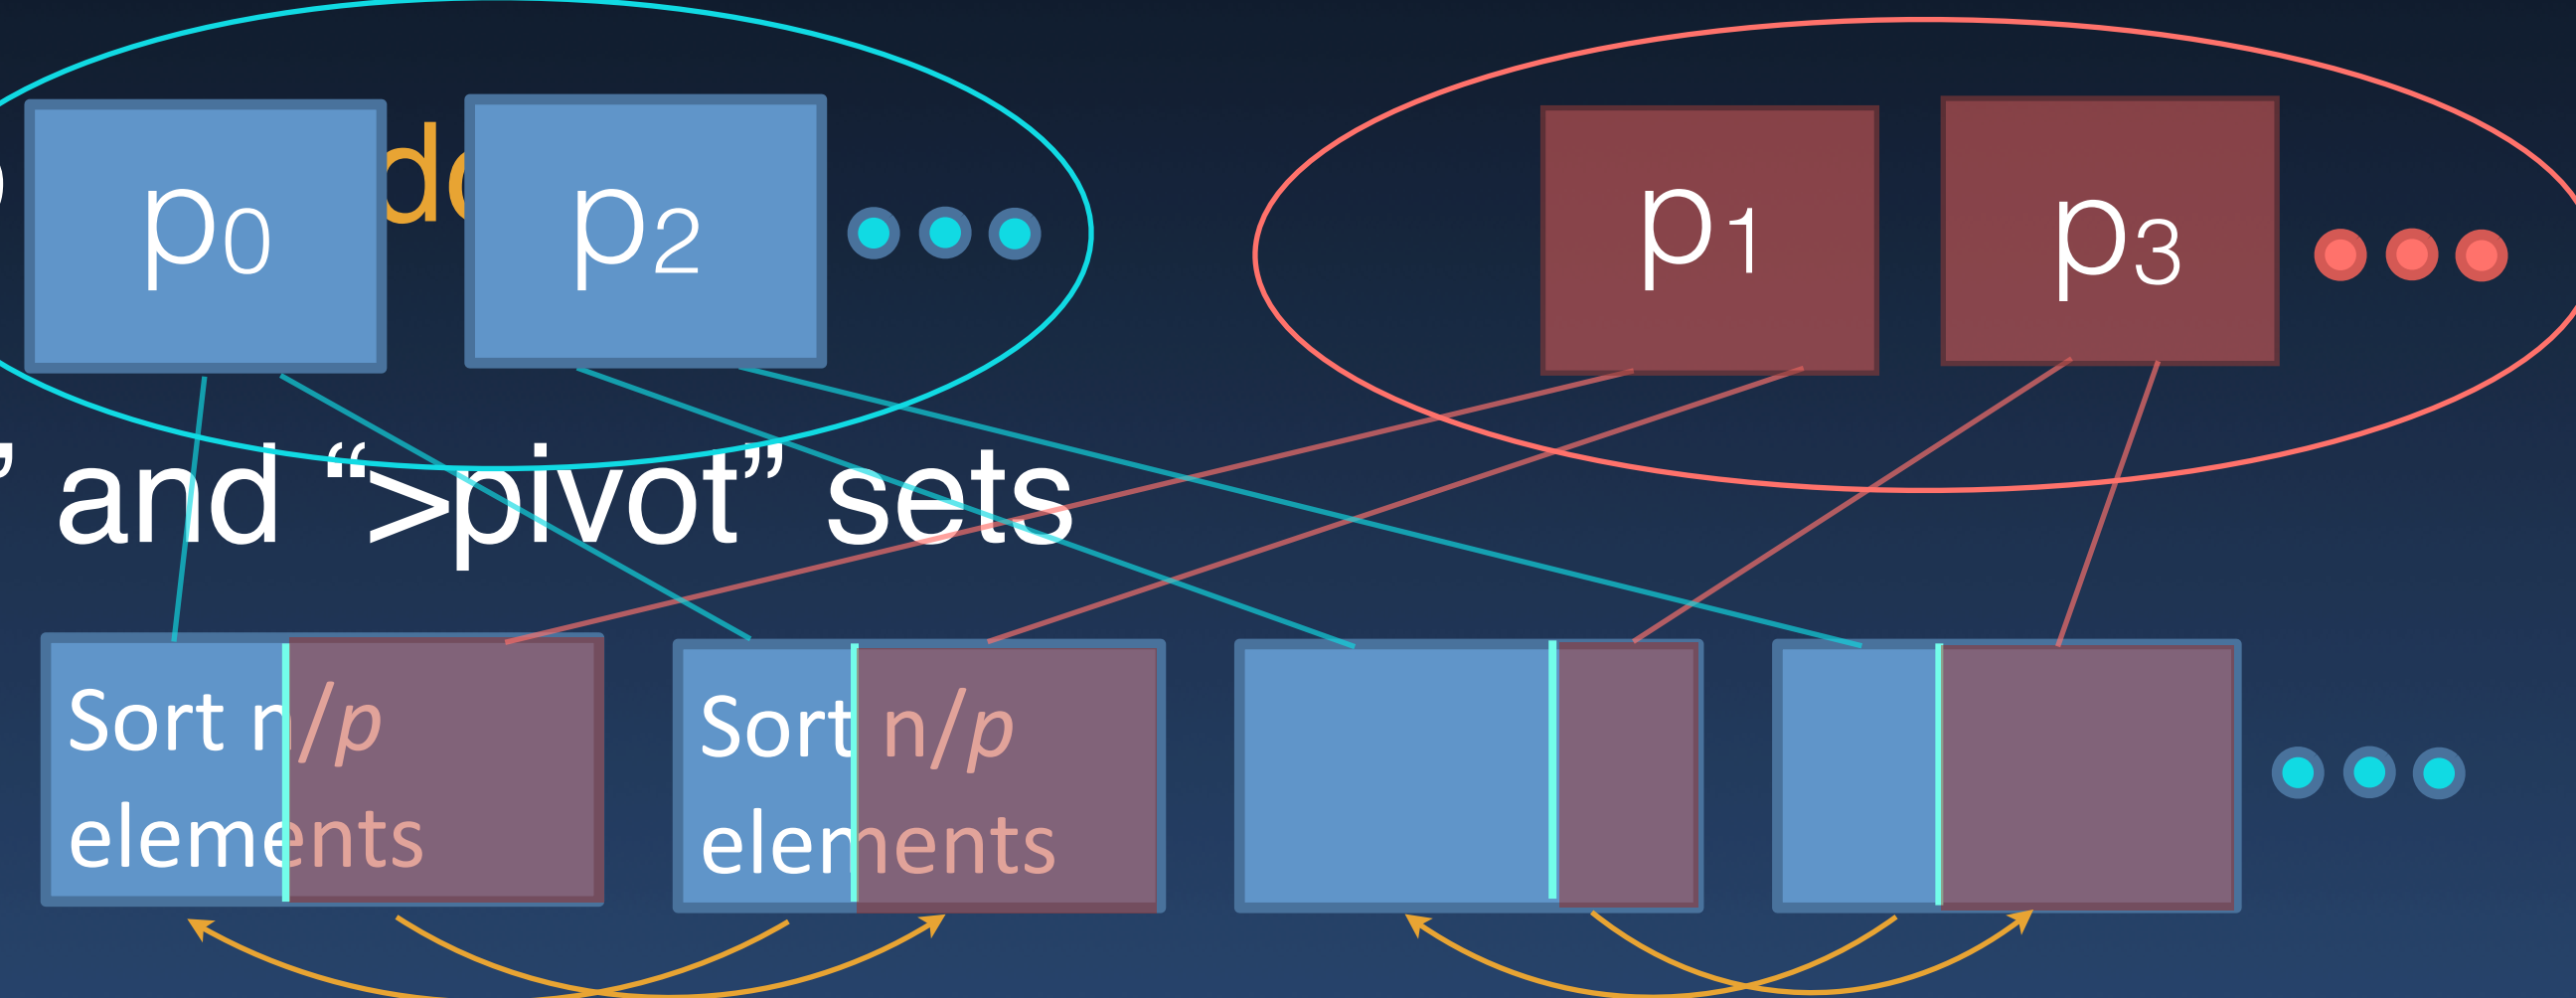 p0 p2 p1 p3
” and “>pivot” sets
Sort n/p Sort n/p
elements elements